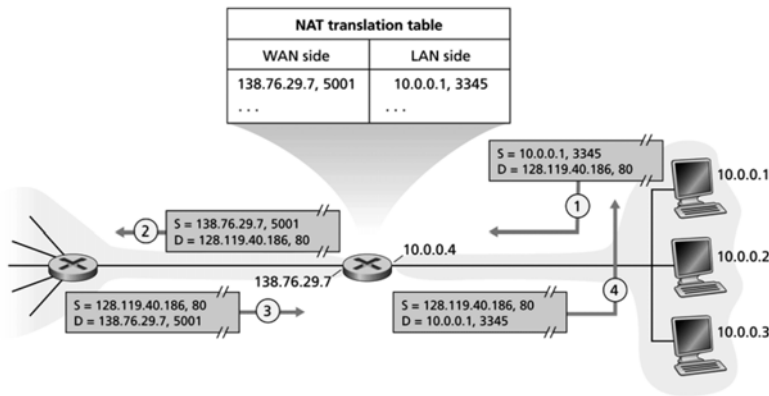 NAT translation table
WAN side LAN side
138.76.29.7, 5001 10.0.0.1, 3345
. . . . . .
S = 10.0.0.1, 3345
D = 128.119.40.186, 80
1
10.0.0.1
S = 138.76.29.7, 5001
D = 128.119.40.186, 80
2
10.0.0.4
10.0.0.2
138.76.29.7
4
S = 128.119.40.186, 80
D = 138.76.29.7, 5001
3
S = 128.119.40.186, 80
D = 10.0.0.1, 3345
10.0.0.3